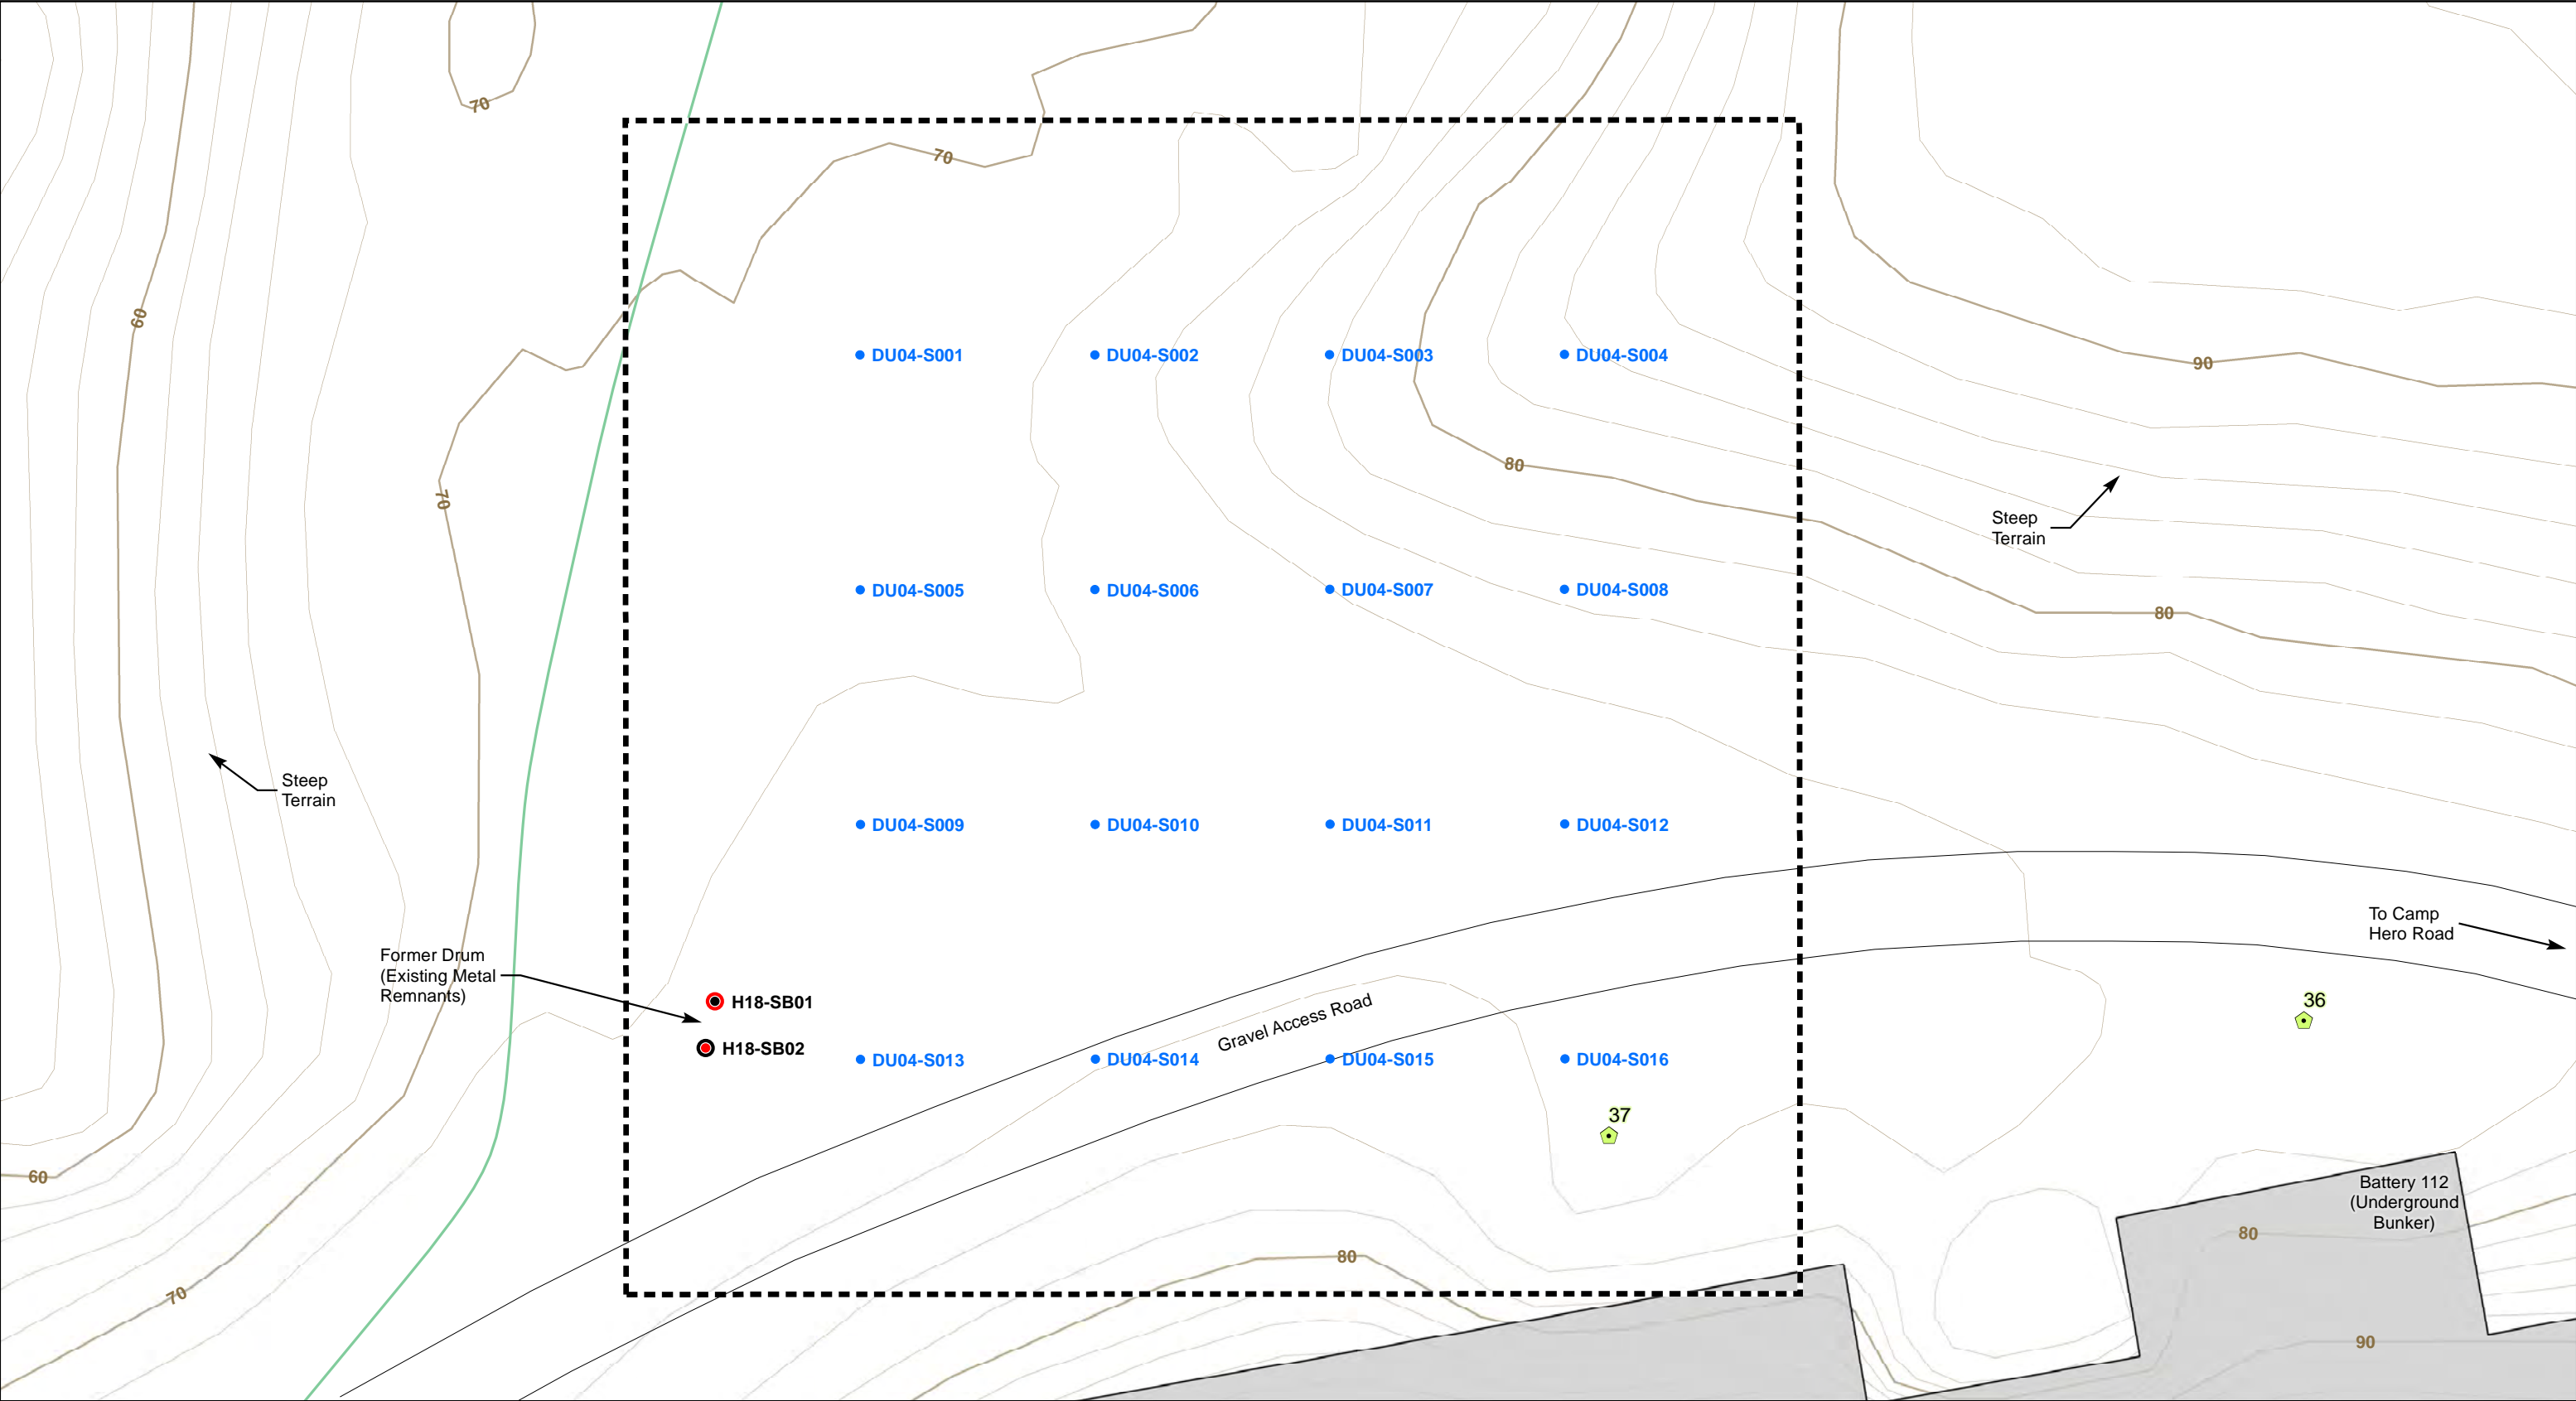 70
70
60
DU04-S001
DU04-S002
DU04-S003
DU04-S004
90
80
70
Steep
Terrain
DU04-S005
DU04-S006
DU04-S007
DU04-S008
80
Steep
Terrain
DU04-S009
DU04-S010
DU04-S011
DU04-S012
To Camp
Hero Road
Former Drum
(Existing Metal
Remnants)
H18-SB01
36
Gravel Access Road
H18-SB02
DU04-S013
DU04-S014
DU04-S015
DU04-S016
37
60
Battery 112
(Underground
Bunker)
80
80
70
90